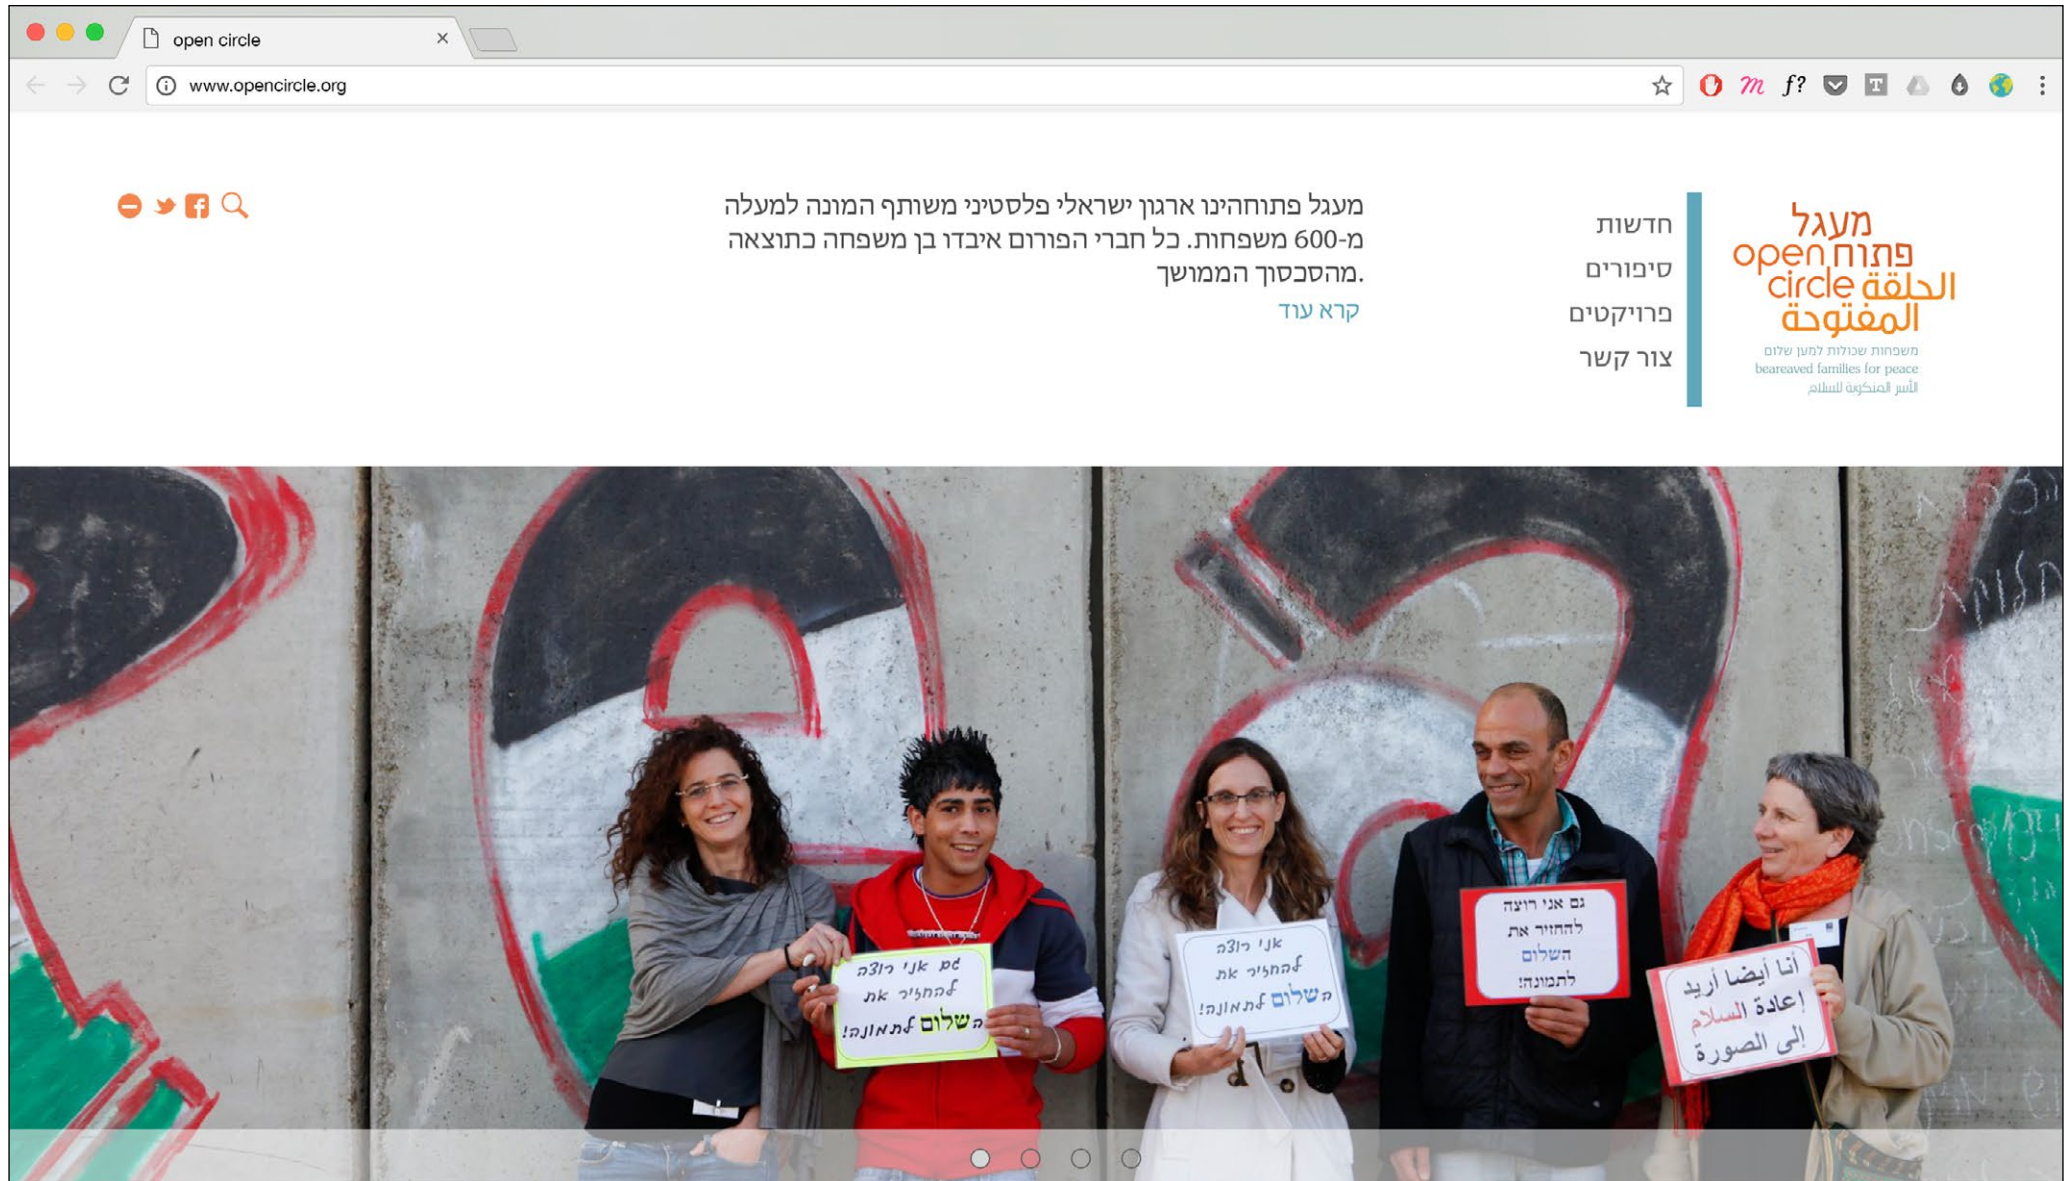 open circle
www.opencircle.org
מעגל
פתוח open
circle الحلقة
المفتوحة
משפחות שכולות למען שלום
beareaved families for peace
الأسر المنكوبة للسلام
חדשות
סיפורים
פרויקטים
צור קשר
מעגל פתוחהינו ארגון ישראלי פלסטיני משותף המונה למעלה
מ-600 משפחות. כל חברי הפורום איבדו בן משפחה כתוצאה
מהסכסוך הממושך.
קרא עוד
גם אני רוצה
להחזיר את
השלום לתמונה!
אני רוצה
להחזיר את
השלום לתמונה!
גם אני רוצה
להחזיר את
השלום
לתמונה!
أنا أيضا أريد
إعادة السلام
إلى الصورة